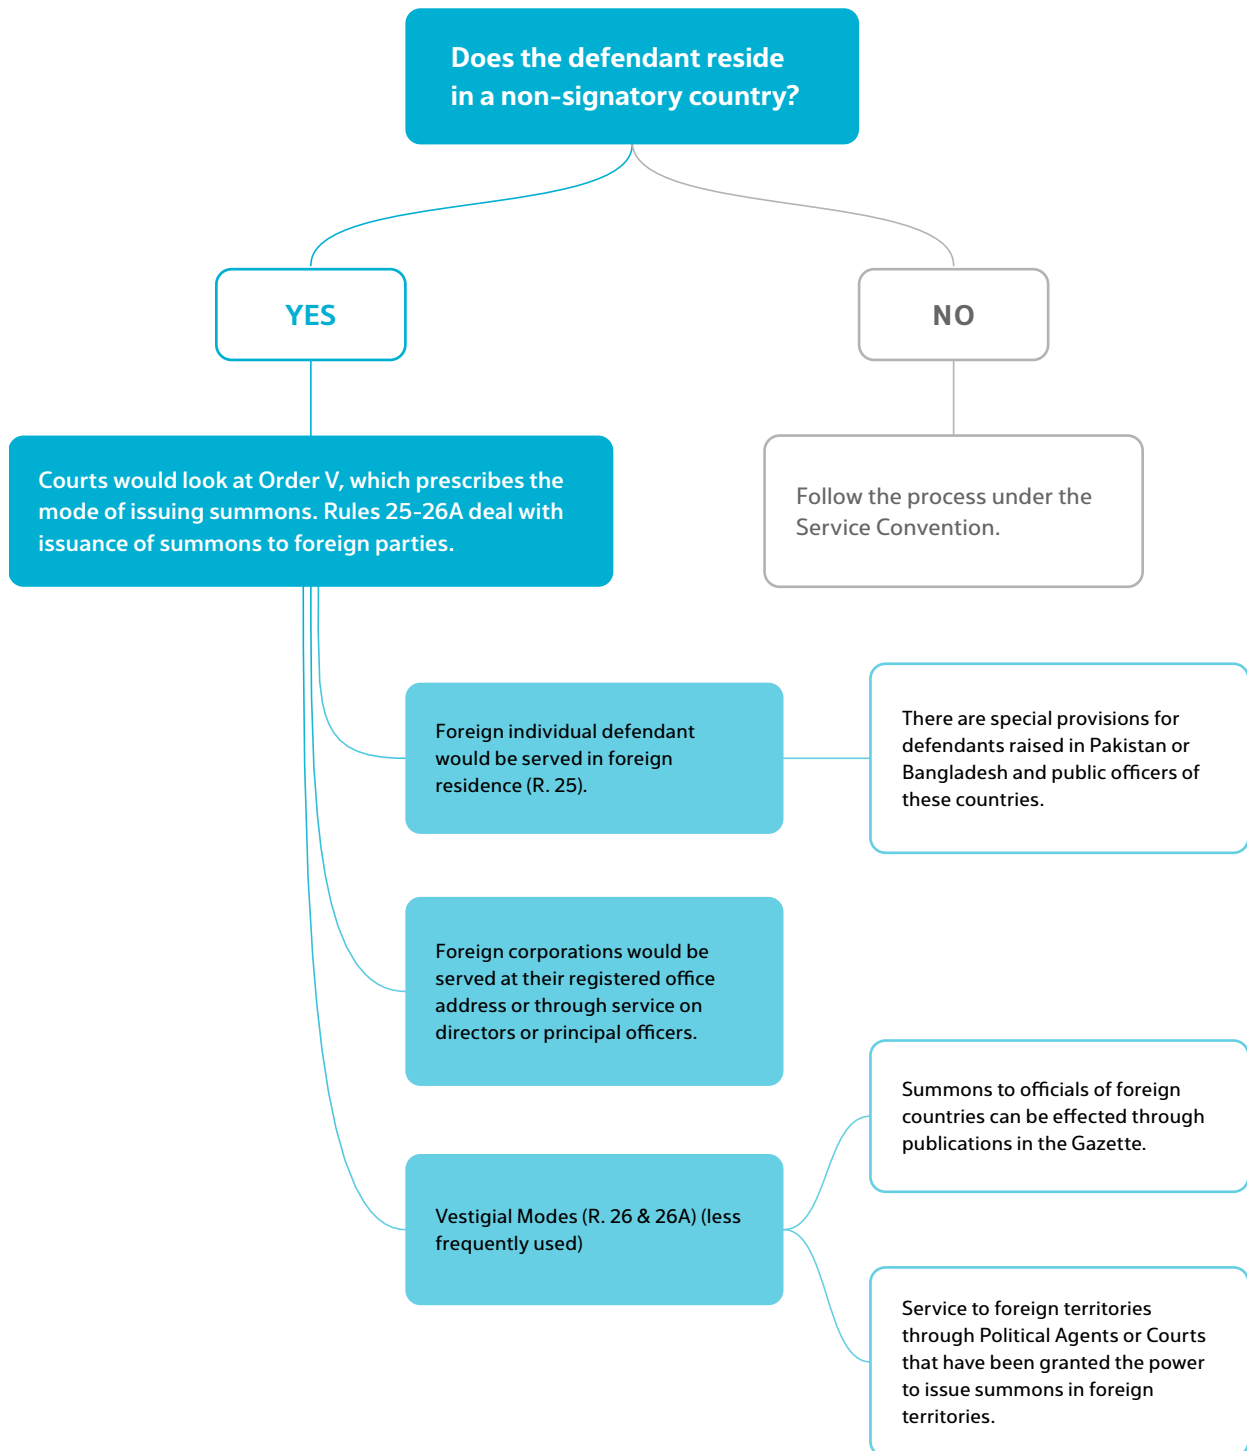 Does the defendant reside
in a non-signatory country?
YES
NO
Courts would look at Order V, which prescribes the
mode of issuing summons. Rules 25-26A deal with
issuance of summons to foreign parties.
Follow the process under the
Service Convention.
Foreign individual defendant
would be served in foreign
residence (R. 25).
There are special provisions for
defendants raised in Pakistan or
Bangladesh and public officers of
these countries.
Foreign corporations would be
served at their registered office
address or through service on
directors or principal officers.
Vestigial Modes (R. 26 & 26A) (less
frequently used)
Summons to officials of foreign
countries can be effected through
publications in the Gazette.
Service to foreign territories
through Political Agents or Courts
that have been granted the power
to issue summons in foreign
territories.